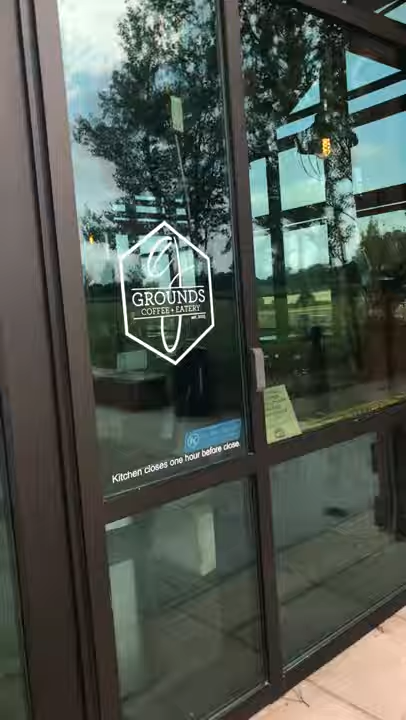 g
GROUNDS
COFFEE + EATERY
Kitchen closes one hour before close.